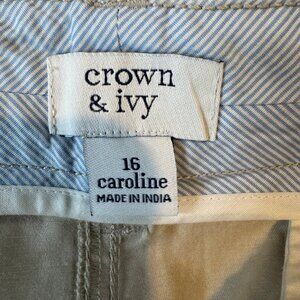 crown
& ivy
16
caroline
MADE IN INDIA